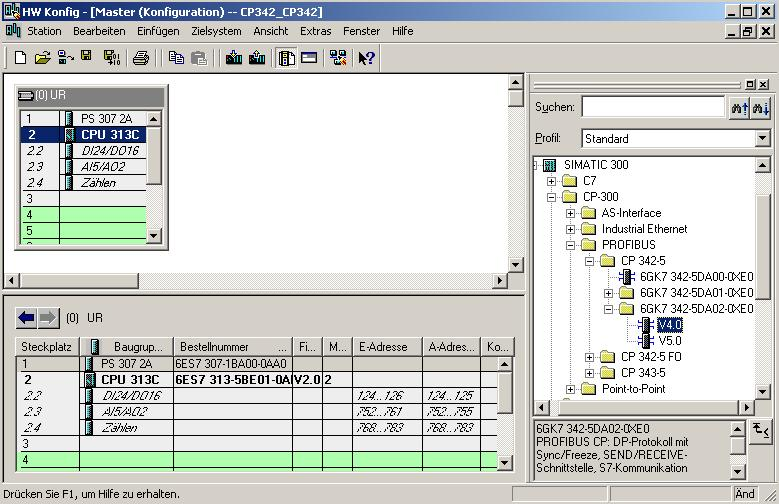 HW Konfig - [Master (Konfiguration) -- CP342_CP342]
Station Bearbeiten Einfügen Zielsystem Ansicht Extras Fenster Hilfe
(0) UR
1 PS 307 2A
2 CPU 313C
2.2 DI24/DO16
2.3 AI5/AO2
2.4 Zählen
3
4
5
Suchen:
Profil: Standard
SIMATIC 300
C7
CP-300
AS-Interface
Industrial Ethernet
PROFIBUS
CP 342-5
6GK7 342-5DA00-0XE0
6GK7 342-5DA01-0XE0
6GK7 342-5DA02-0XE0
V4.0
V5.0
CP 342-5 FO
CP 343-5
Point-to-Point
(0) UR
Steckplatz Baugrup... Bestellnummer ... Fi... M... E-Adresse A-Adres... Ko...
1 PS 307 2A 6ES7 307-1BA00-0AA0
2 CPU 313C 6ES7 313-5BE01-0A V2.0 2
2.2 DI24/DO16 124...126 124...125
2.3 AI5/AO2 752...761 752...755
2.4 Zählen 768...783 768...783
3
4
6GK7 342-5DA02-0XE0
PROFIBUS CP: DP-Protokoll mit
Sync/Freeze, SEND/RECEIVE-
Schnittstelle, S7-Kommunikation
Drücken Sie F1, um Hilfe zu erhalten.
Änd